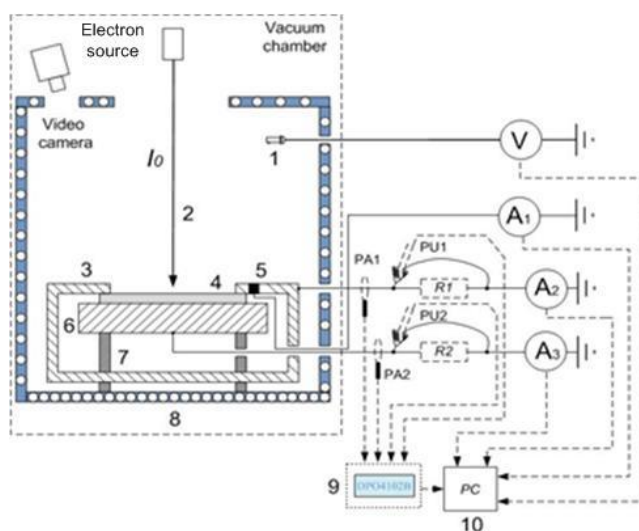 Electron
source
Vacuum
chamber
Video
camera
I0
1
V
2
A1
3
4
5
PA1
PU1
R1
A2
6
PU2
7
R2
A3
PA2
8
9
DPO4102B
PC
10